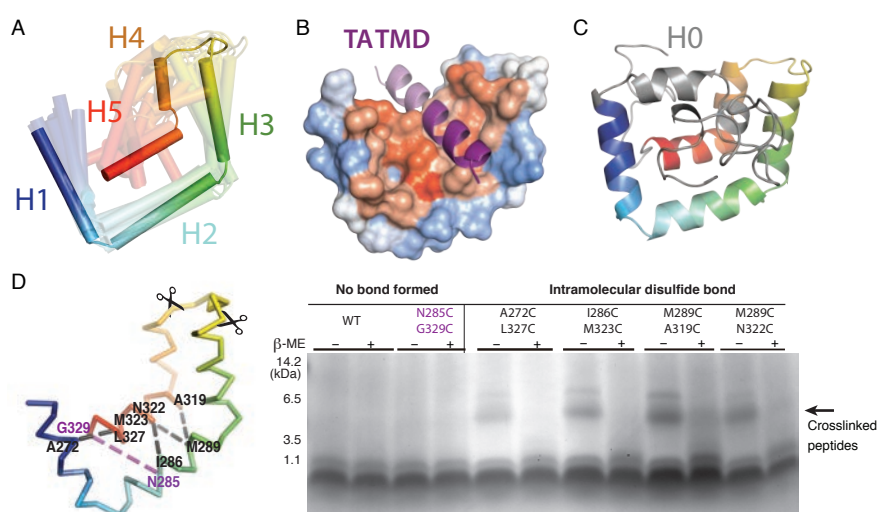 A
H4
H5
H3
H1
H2
B
TATMD
C
H0
D
N322
A319
G329
M323
A272
L327
M289
I286
N285
No bond formed
Intramolecular disulfide bond
WT
N285C
G329C
A272C
L327C
I286C
M323C
M289C
A319C
M289C
N322C
β-ME
− + − + − + − + − + − +
14.2
(kDa)
6.5
3.5
1.1
Crosslinked
peptides